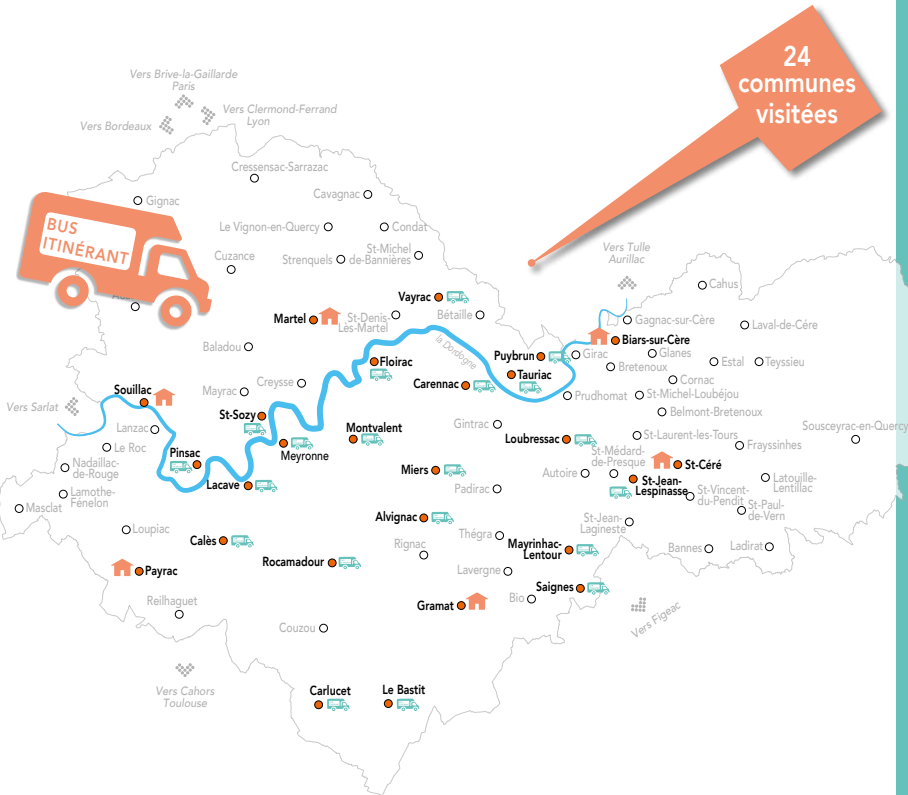 24
communes
visitées
Vers Brive-la-Gaillarde
Paris
Vers Clermond-Ferrand
Lyon
Vers Bordeaux
Cressensac-Sarrazac
Cavagnac
Gignac
BUS
ITINÉRANT
Le Vignon-en-Quercy
Condat
Cuzance
Strenquels
St-Michel
de-Bannières
Vers Tulle
Aurillac
Cahus
Vayrac
Bétaille
Martel
St-Denis-
Lès-Martel
Gagnac-sur-Cère
Laval-de-Cére
Biars-sur-Cère
Baladou
la Dordogne
Puybrun
Girac
Glanes
Floirac
Tauriac
Bretenoux
Estal
Teyssieu
Carennac
Cornac
Creysse
Mayrac
Souillac
Prudhomat
St-Michel-Loubéjou
Vers Sarlat
St-Sozy
Belmont-Bretenoux
Lanzac
Gintrac
Sousceyrac-en-Quercy
Montvalent
Loubressac
St-Laurent-les-Tours
Le Roc
Meyronne
Frayssinhes
Pinsac
St-Médard-
de-Presque
Nadaillac-
de-Rouge
Miers
Autoire
St-Céré
Lacave
Padirac
St-Jean-
Lespinasse
Latouille-
Lentillac
Lamothe-
Fénelon
St-Vincent-
du-Pendit
Masclat
St-Paul-
de-Vern
Alvignac
St-Jean-
Lagineste
Loupiac
Thégra
Calès
Rignac
Mayrinhac-
Lentour
Bannes
Ladirat
Rocamadour
Payrac
Lavergne
Saignes
Reilhaguet
Gramat
Bio
Vers Figeac
Couzou
Vers Cahors
Toulouse
Carlucet
Le Bastit